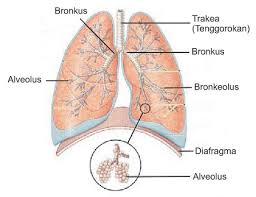 Bronkus
Trakea
(Tenggorokan)
Bronkus
Alveolus
Bronkeolus
Diafragma
Alveolus